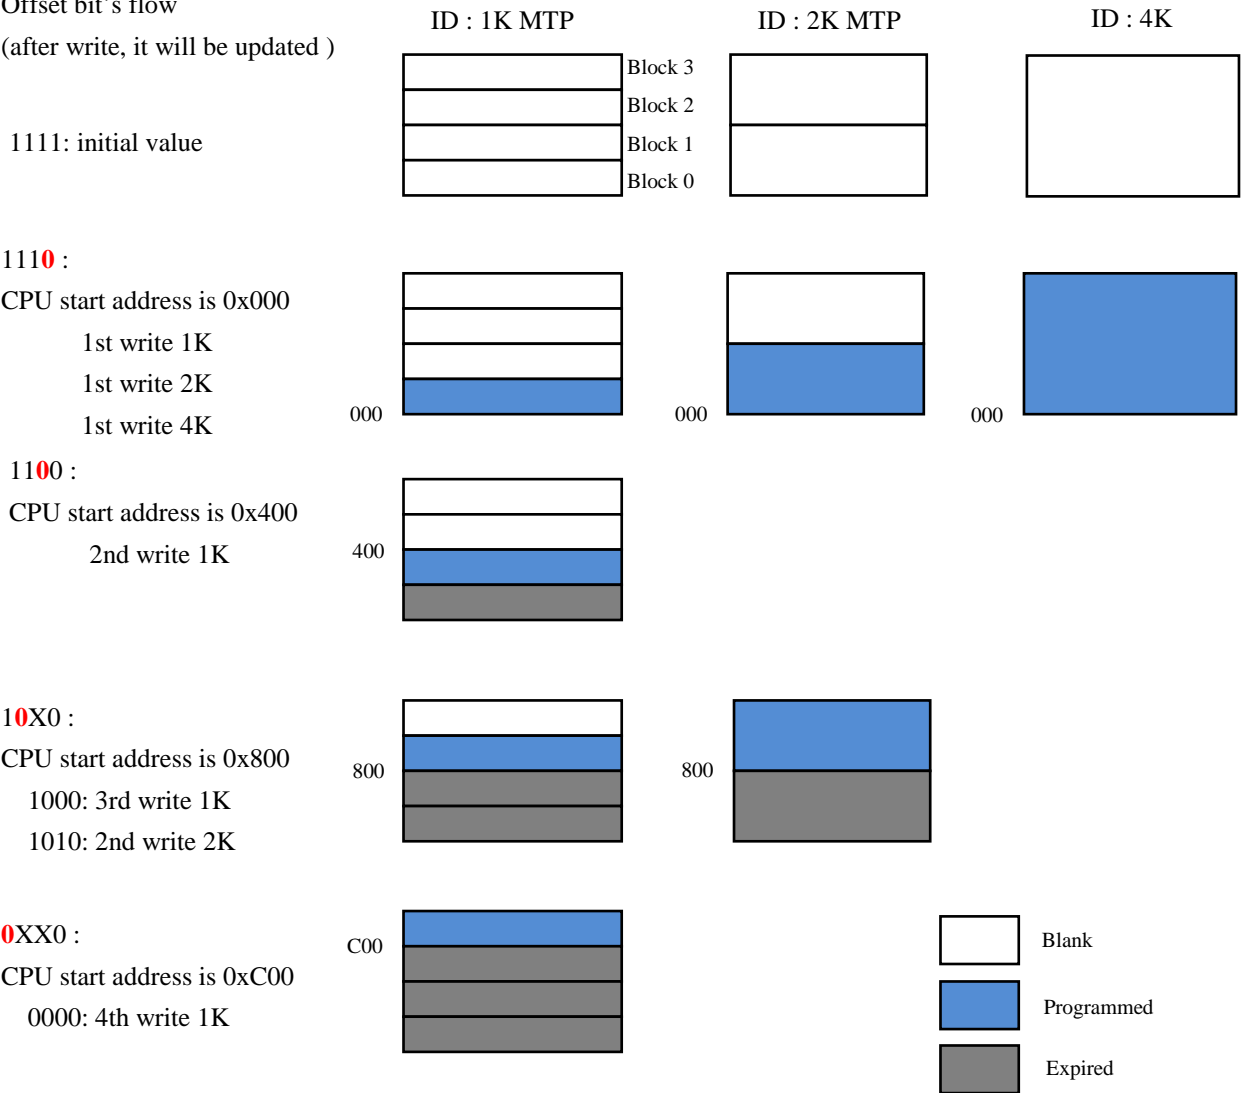 Offset bit's flow
ID : 1K MTP
ID : 2K MTP
ID : 4K
(after write, it will be updated )
Block 3
Block 2
1111: initial value
Block 1
Block 0
1110 :
CPU start address is 0x000
1st write 1K
1st write 2K
1st write 4K
000
000
000
1100 :
CPU start address is 0x400
2nd write 1K
400
10X0 :
CPU start address is 0x800
800
800
1000: 3rd write 1K
1010: 2nd write 2K
0XX0 :
C00
CPU start address is 0xC00
0000: 4th write 1K
Blank
Programmed
Expired